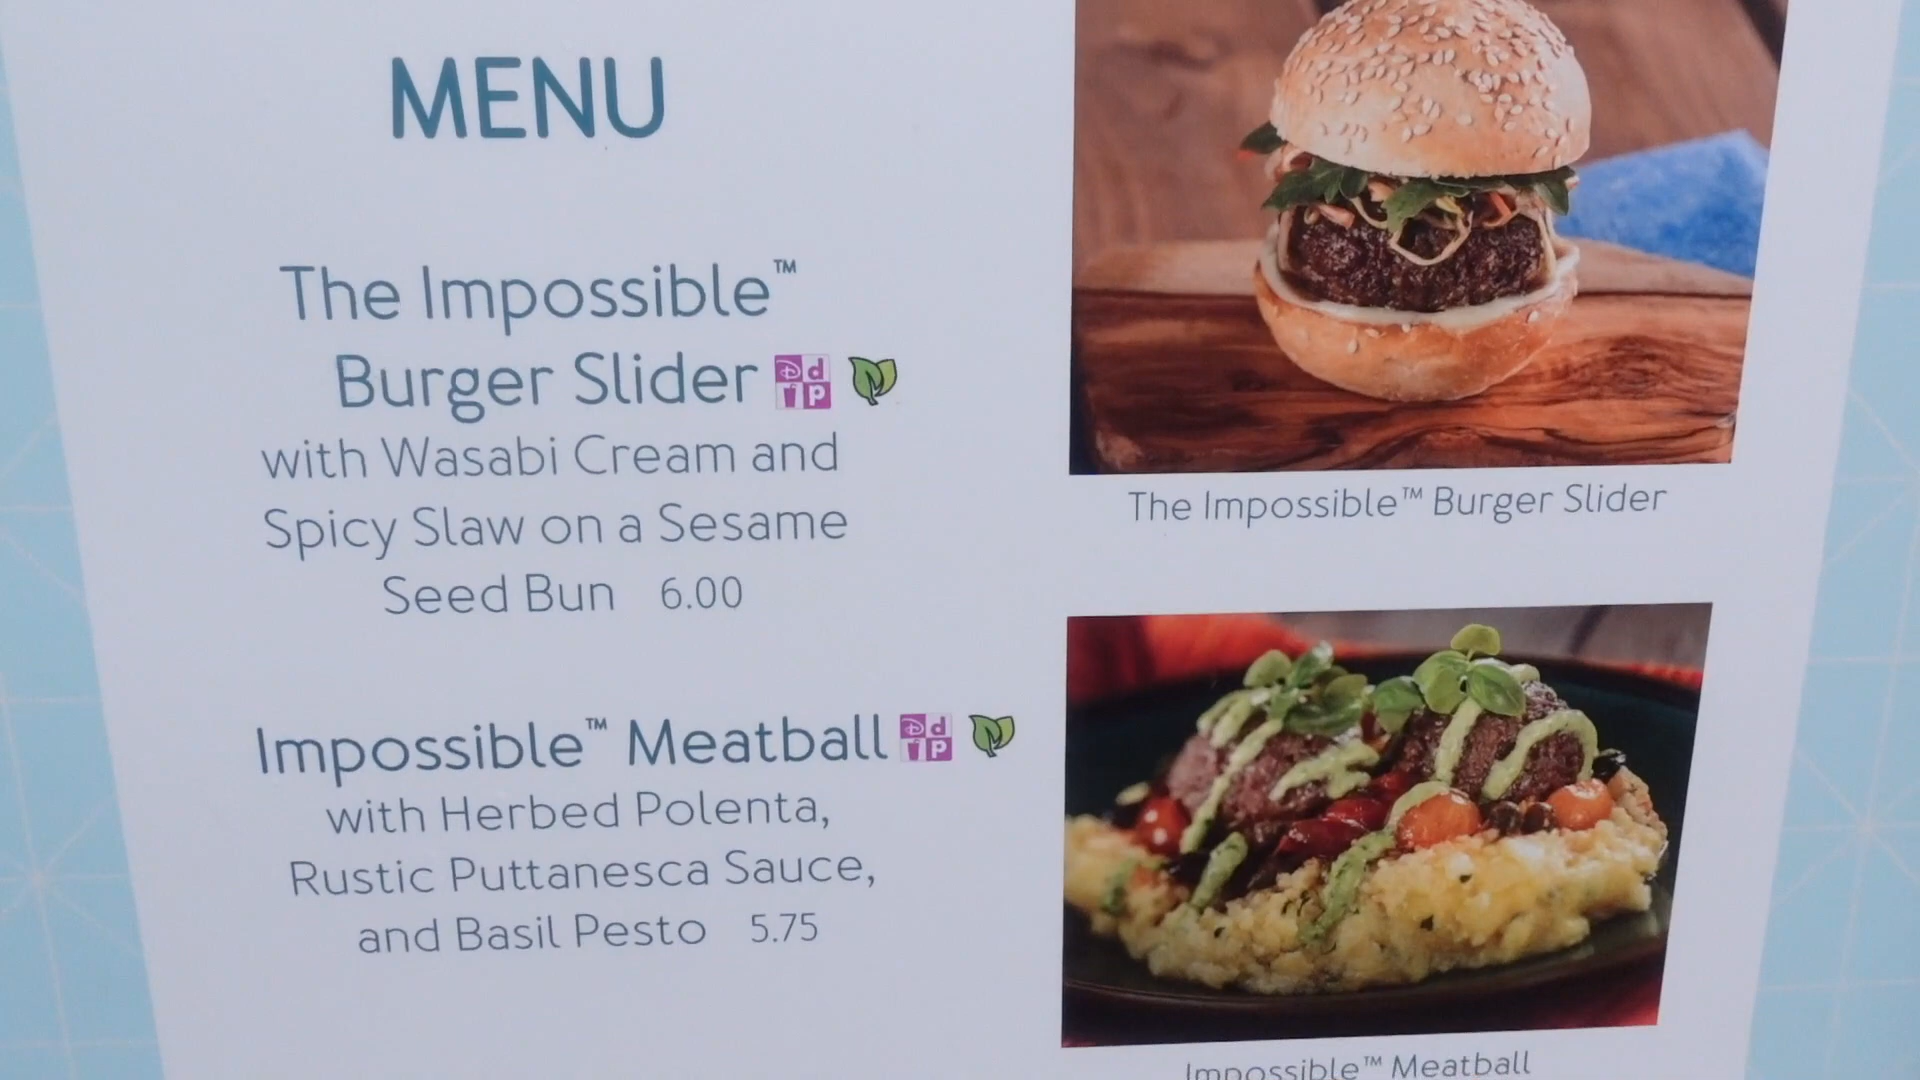 MENU
The Impossible™
Burger Slider
with Wasabi Cream and
Spicy Slaw on a Sesame
Seed Bun 6.00
Impossible™ Meatball
with Herbed Polenta,
Rustic Puttanesca Sauce,
and Basil Pesto 5.75
The Impossible™ Burger Slider
Impossible™ Meatball